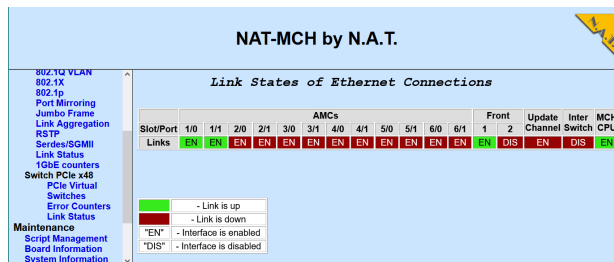 NAT-MCH by N.A.T.
N.A.T.
802.1Q VLAN
802.1X
802.1p
Port Mirroring
Jumbo Frame
Link Aggregation
RSTP
Serdes/SGMII
Link Status
1GbE counters
Switch PCIe x48
PCIe Virtual
Switches
Error Counters
Link Status
Maintenance
Script Management
Board Information
System Information
Link States of Ethernet Connections
AMCs Front Update Inter MCH
Slot/Port 1/0 1/1 2/0 2/1 3/0 3/1 4/0 4/1 5/0 5/1 6/0 6/1 1 2 Channel Switch CPU
Links EN EN EN EN EN EN EN EN EN EN EN EN EN DIS EN DIS EN
- Link is up
- Link is down
"EN" - Interface is enabled
"DIS" - Interface is disabled